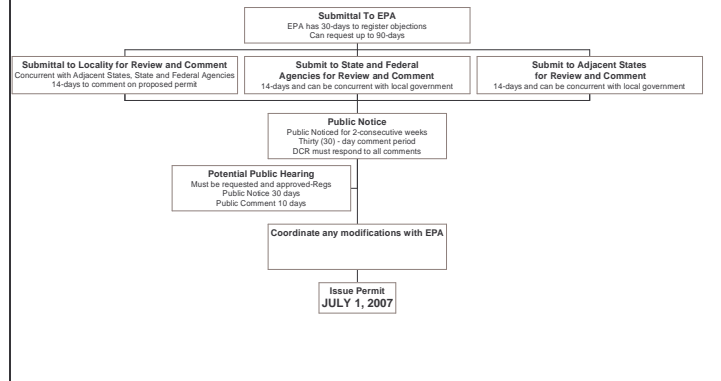 Submittal To EPA
EPA has 30-days to register objections
Can request up to 90-days
Submittal to Locality for Review and Comment
Concurrent with Adjacent States, State and Federal Agencies
14-days to comment on proposed permit
Submit to State and Federal
Agencies for Review and Comment
14-days and can be concurrent with local government
Submit to Adjacent States
for Review and Comment
14-days and can be concurrent with local government
Public Notice
Public Noticed for 2-consecutive weeks
Thirty (30) - day comment period
DCR must respond to all comments
Potential Public Hearing
Must be requested and approved-Regs
Public Notice 30 days
Public Comment 10 days
Coordinate any modifications with EPA
Issue Permit
JULY 1, 2007